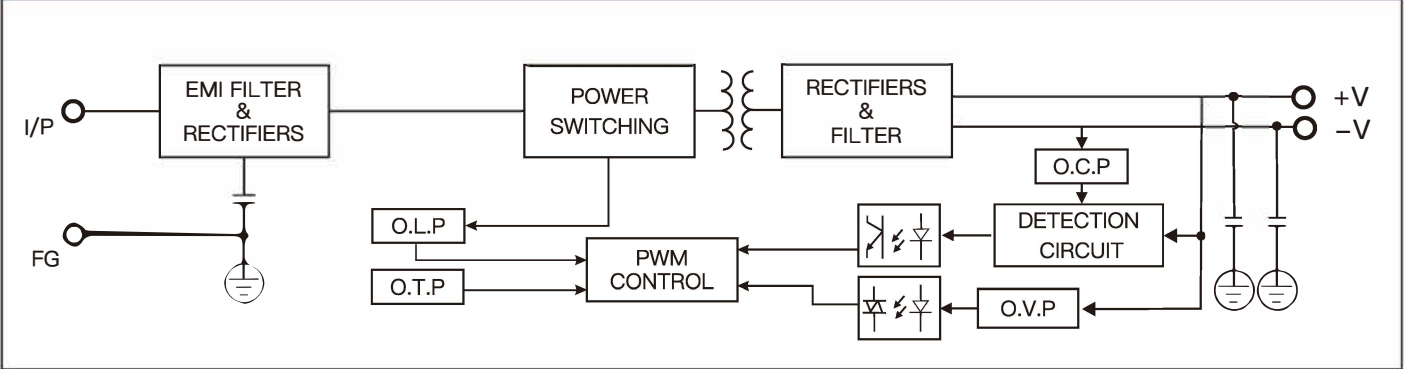 I/P
EMI FILTER
&
RECTIFIERS
POWER
SWITCHING
RECTIFIERS
&
FILTER
+V
−V
O.C.P
FG
O.L.P
O.T.P
PWM
CONTROL
DETECTION
CIRCUIT
O.V.P